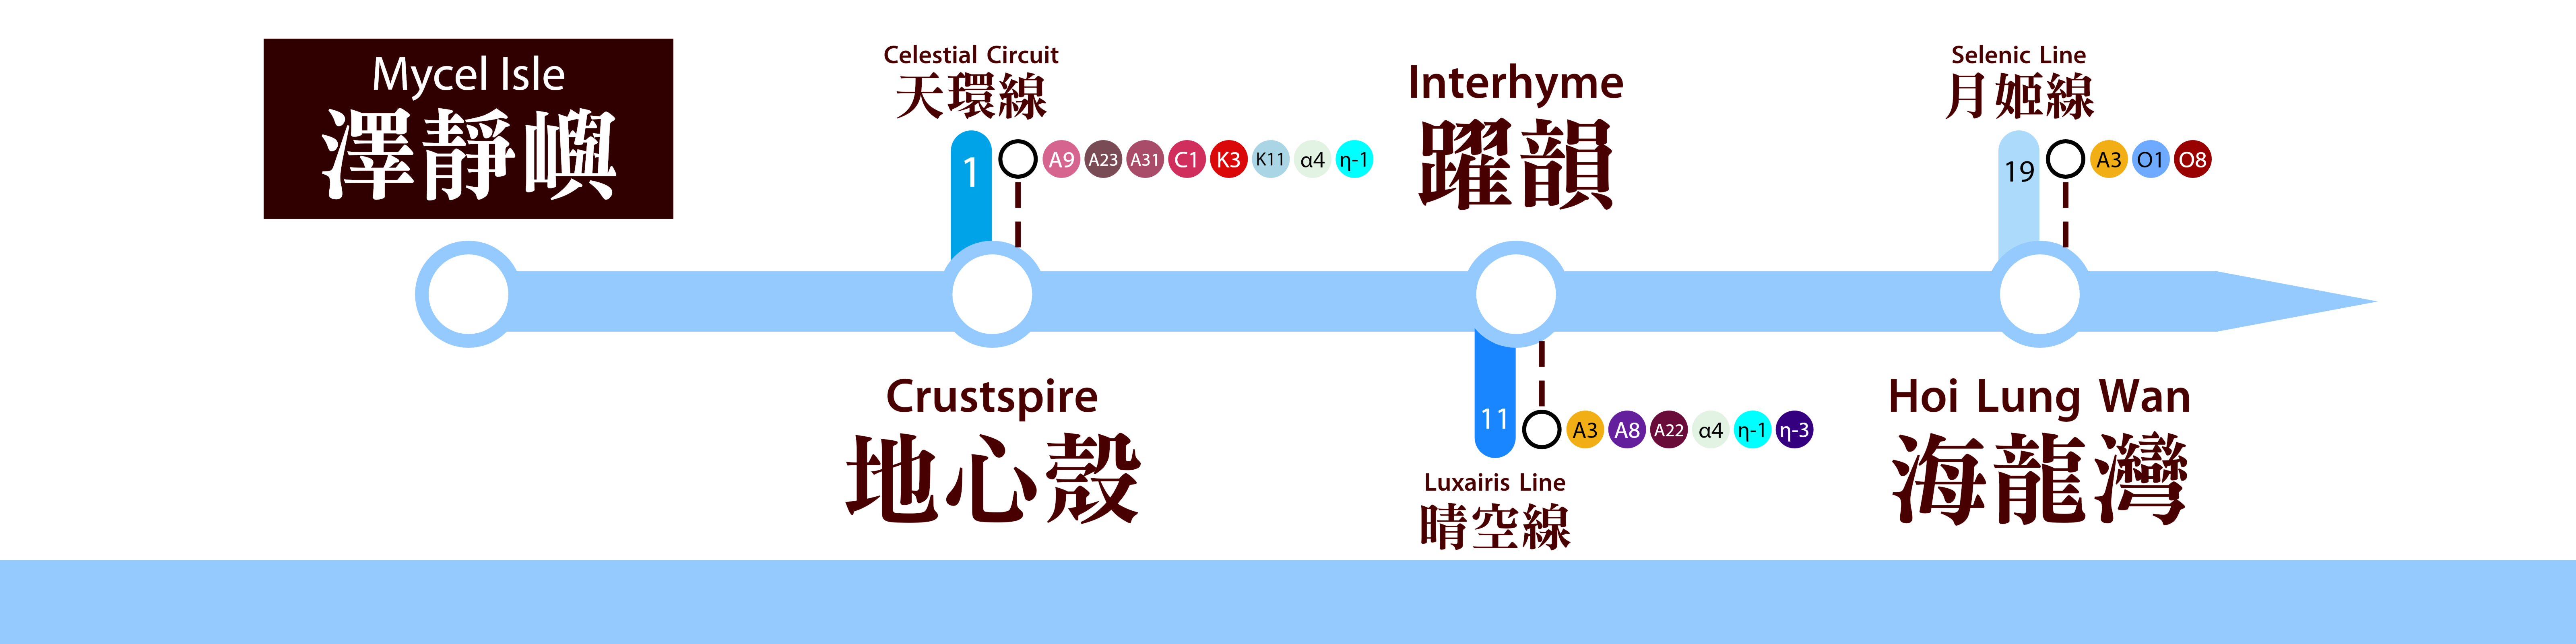 Mycel Isle
澤靜嶼
Celestial Circuit
天環線
1 A9 A23 A31 C1 K3 K11 α4 η-1
Crustspire
地心殼
Interhyme
躍韻
11 A3 A8 A22 α4 η-1 η-3
Luxairis Line
晴空線
Selenic Line
月姬線
19 A3 O1 O8
Hoi Lung Wan
海龍灣